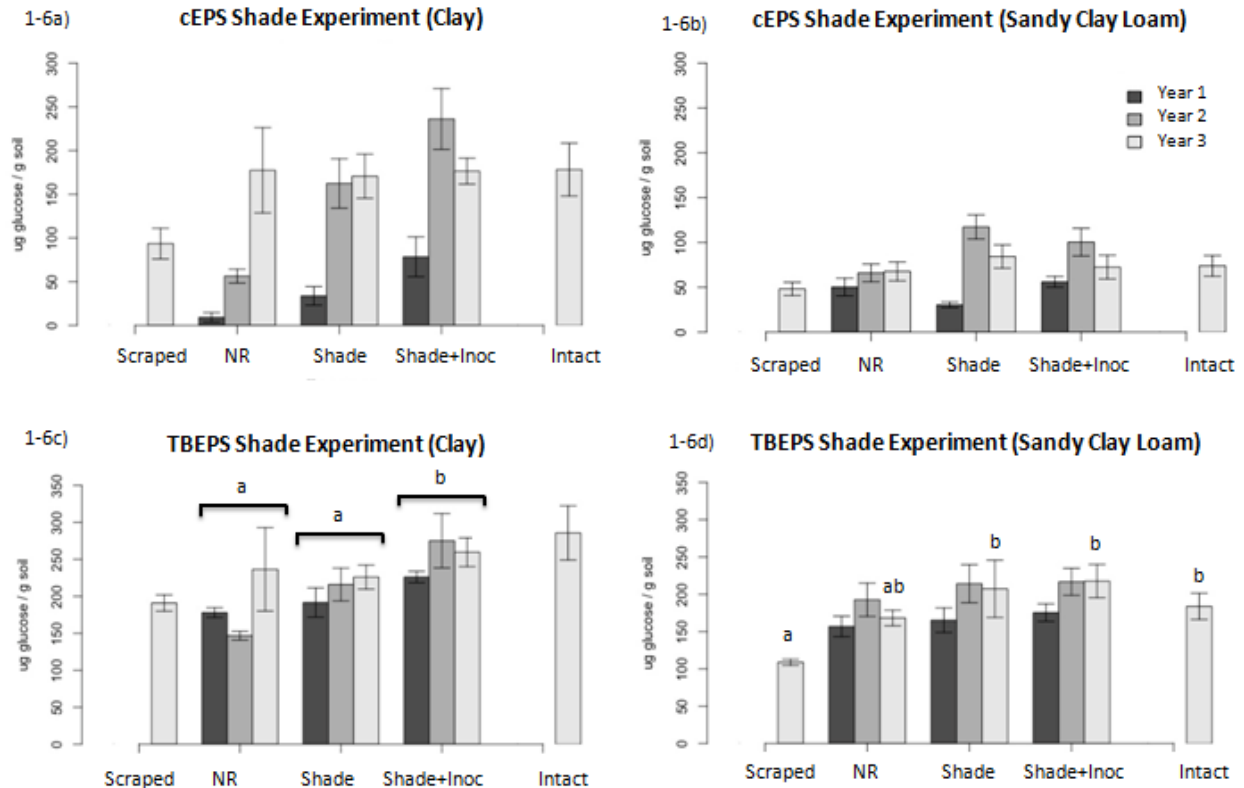 1-6a)
cEPS Shade Experiment (Clay)
ug glucose / g soil
300
250
200
150
100
50
0
Scraped NR Shade Shade+Inoc Intact
1-6b)
cEPS Shade Experiment (Sandy Clay Loam)
ug glucose / g soil
300
250
200
150
100
50
0
Year 1
Year 2
Year 3
Scraped NR Shade Shade+Inoc Intact
1-6c)
TBEPS Shade Experiment (Clay)
ug glucose / g soil
350
300
250
200
150
100
50
0
a a b
Scraped NR Shade Shade+Inoc Intact
1-6d)
TBEPS Shade Experiment (Sandy Clay Loam)
ug glucose / g soil
350
300
250
200
150
100
50
0
a ab b b b
Scraped NR Shade Shade+Inoc Intact